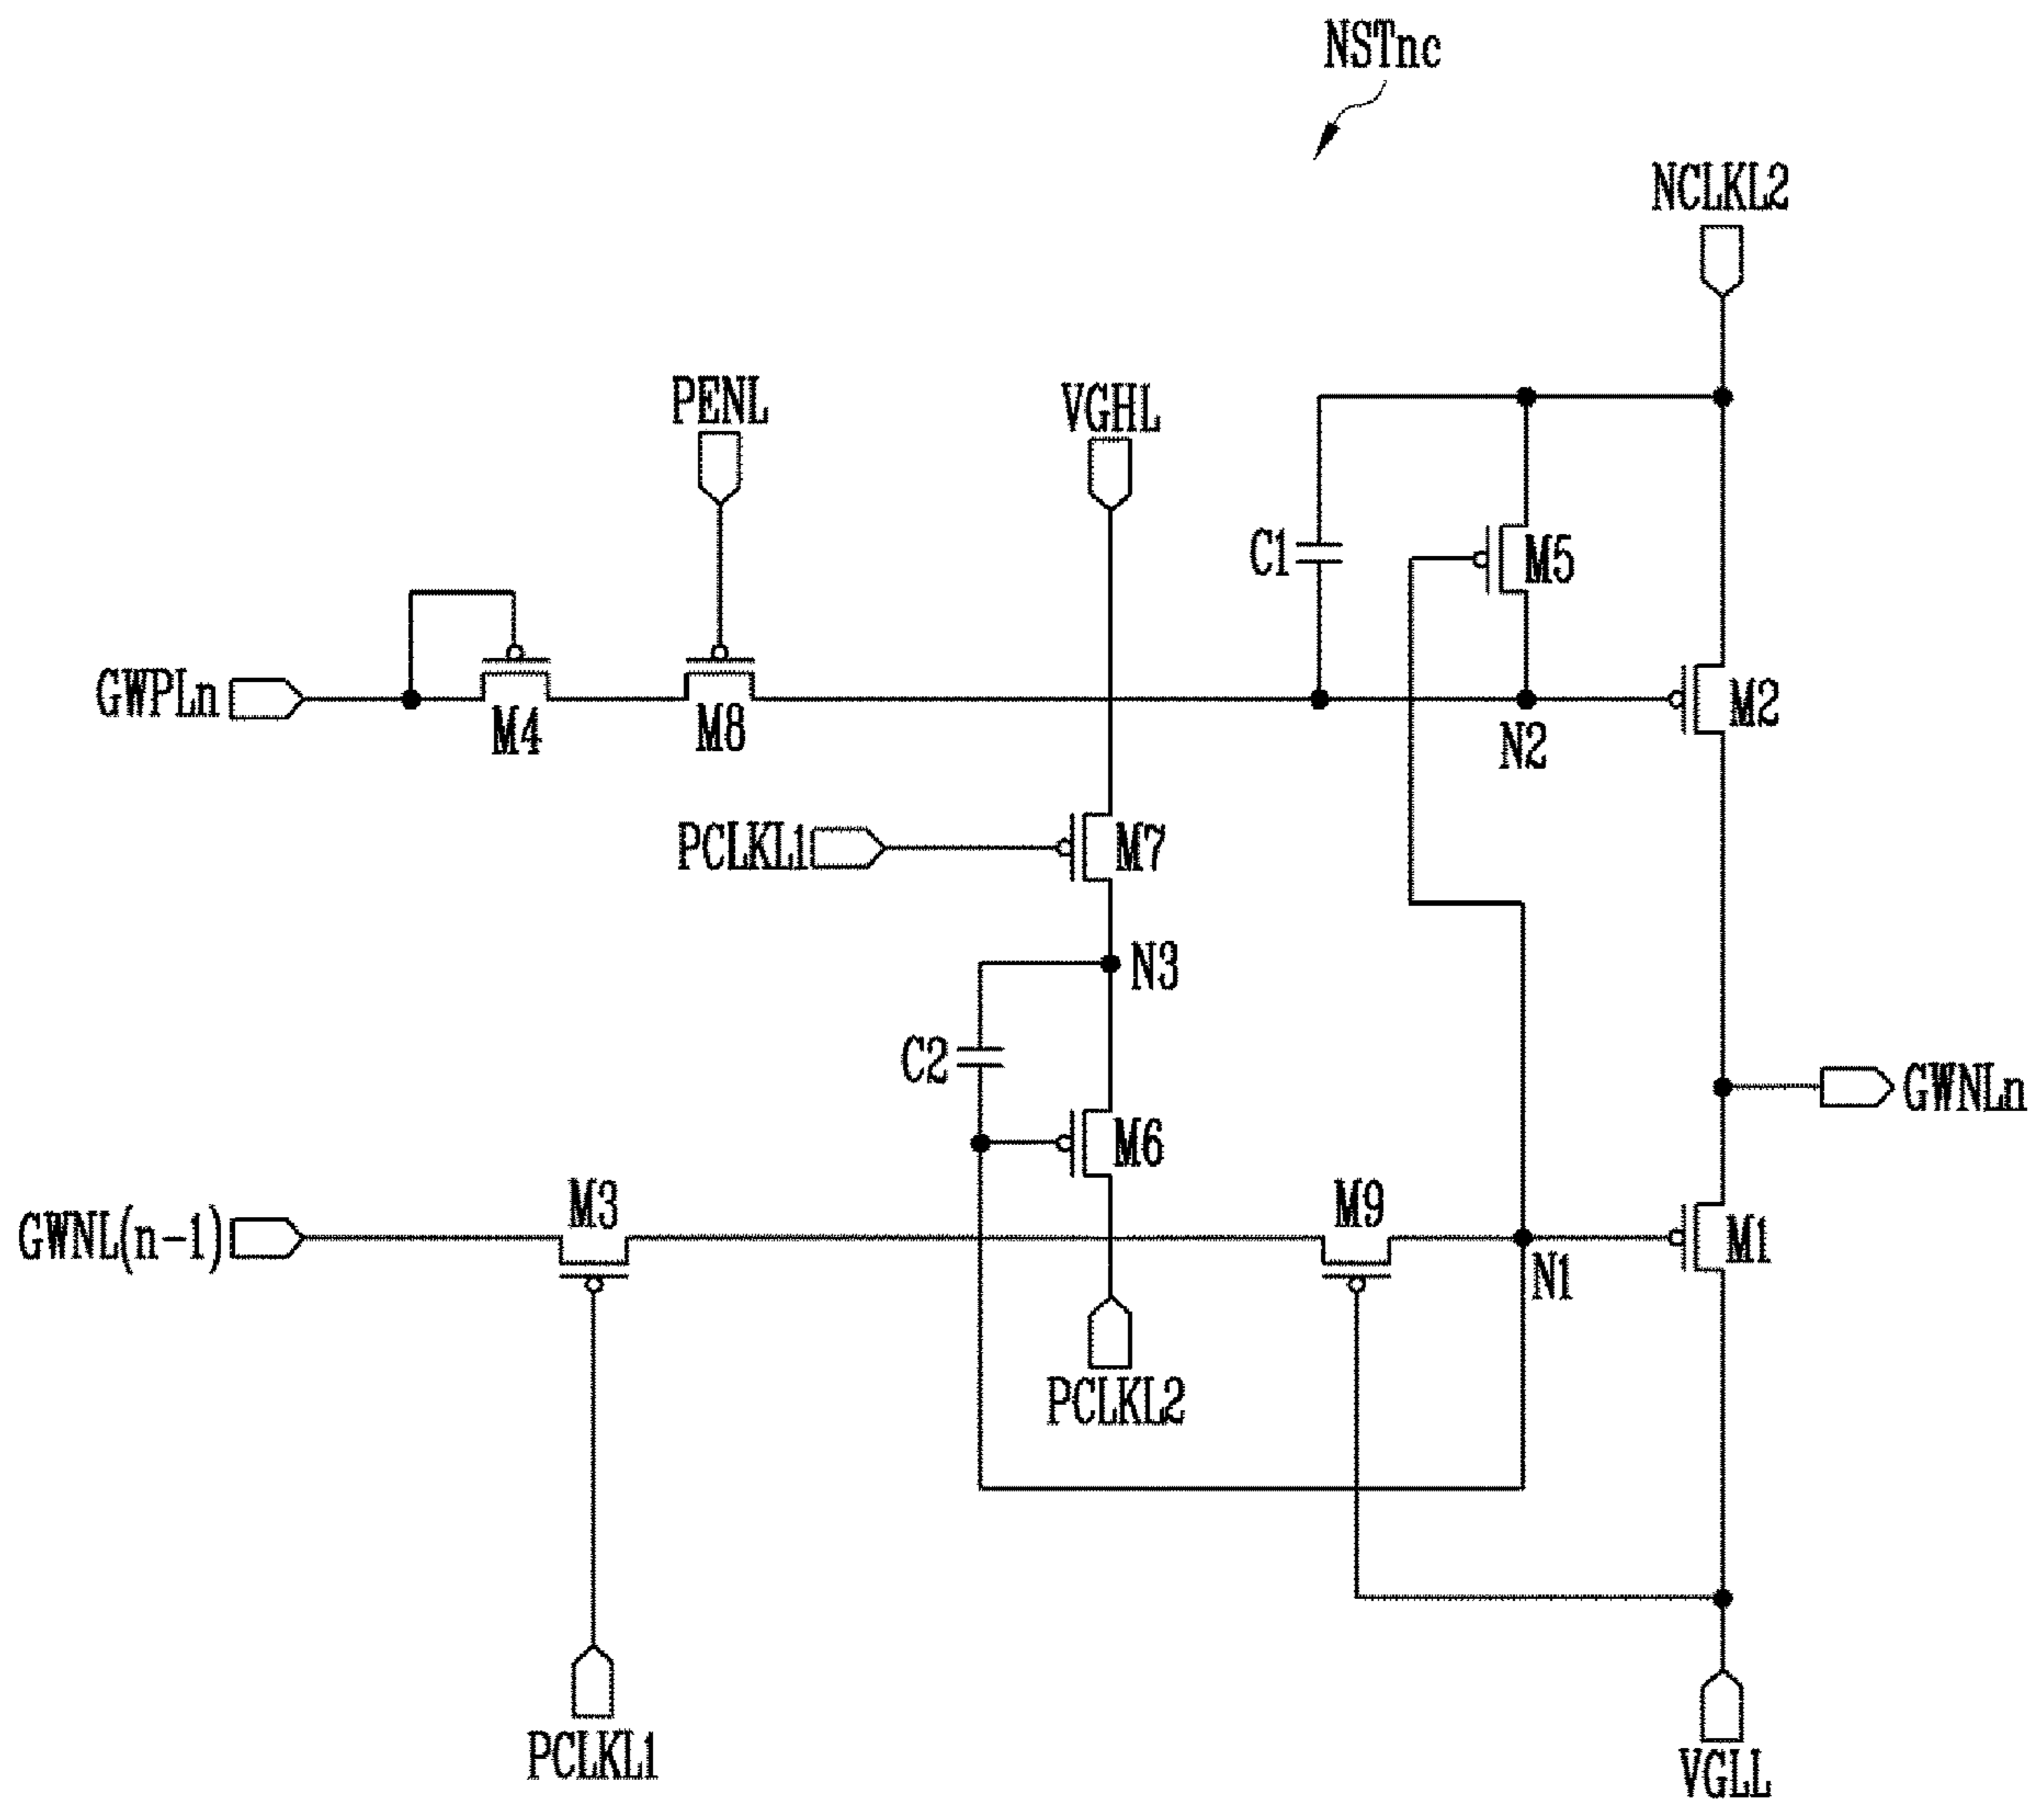 NSTnc
NCLKL2
PENL
VGHL
C1
M5
GWPLn
M4
M8
N2
M2
PCLKL1
M7
N3
C2
M6
GWNLn
M3
M9
GWNL(n-1)
N1
M1
PCLKL2
PCLKL1
VGLL